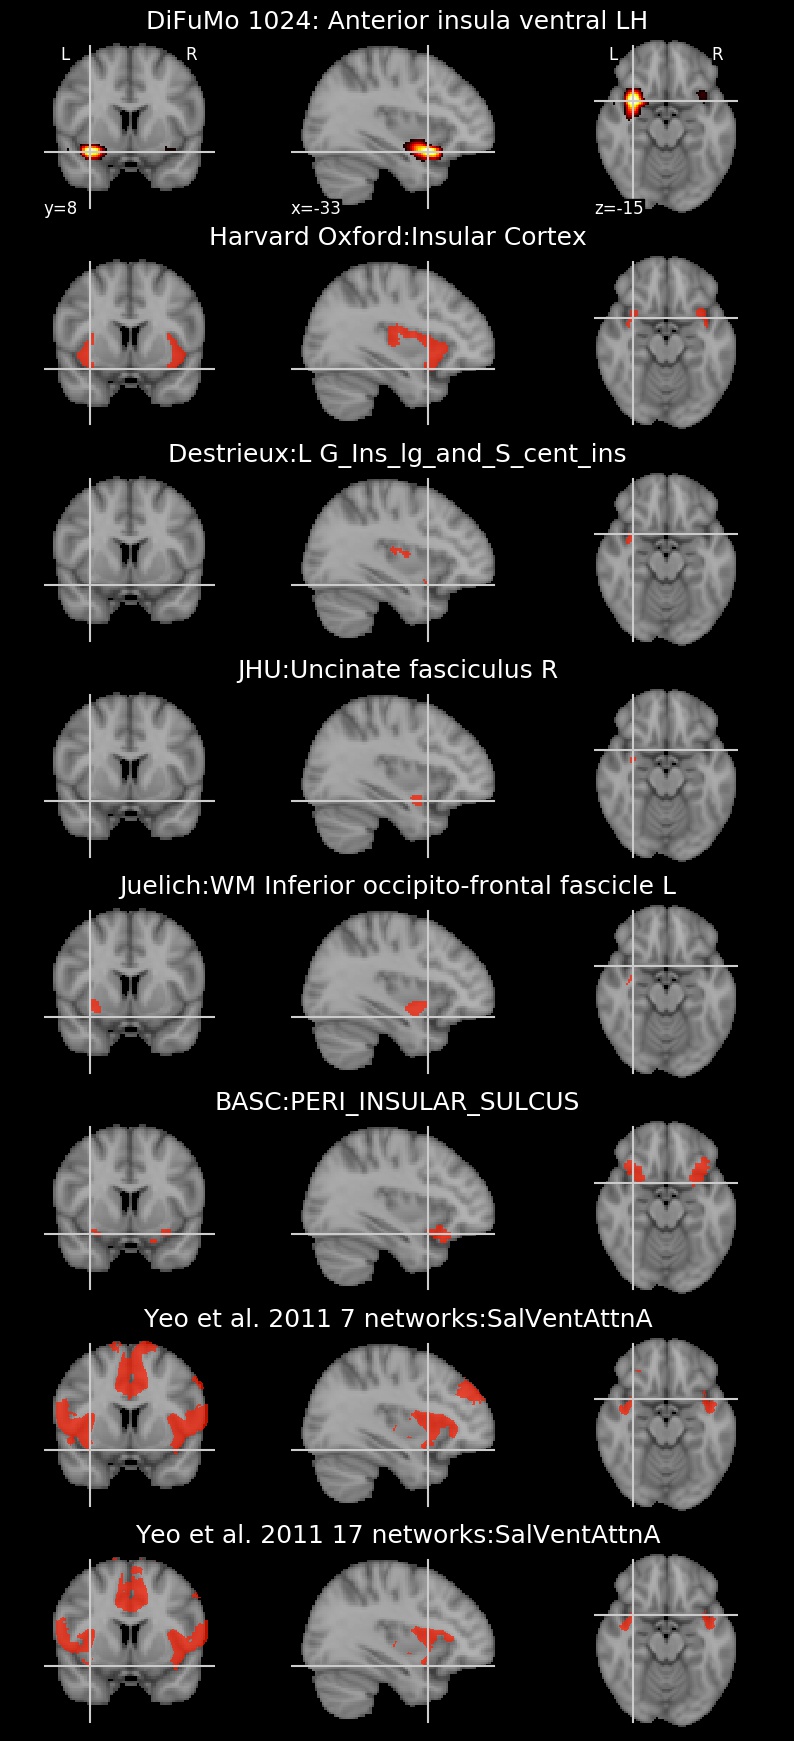 DiFuMo 1024: Anterior insula ventral LH
L R L R
y=8 x=-33 z=-15
Harvard Oxford:Insular Cortex
Destrieux:L G_Ins_lg_and_S_cent_ins
JHU:Uncinate fasciculus R
Juelich:WM Inferior occipito-frontal fascicle L
BASC:PERI_INSULAR_SULCUS
Yeo et al. 2011 7 networks:SalVentAttnA
Yeo et al. 2011 17 networks:SalVentAttnA